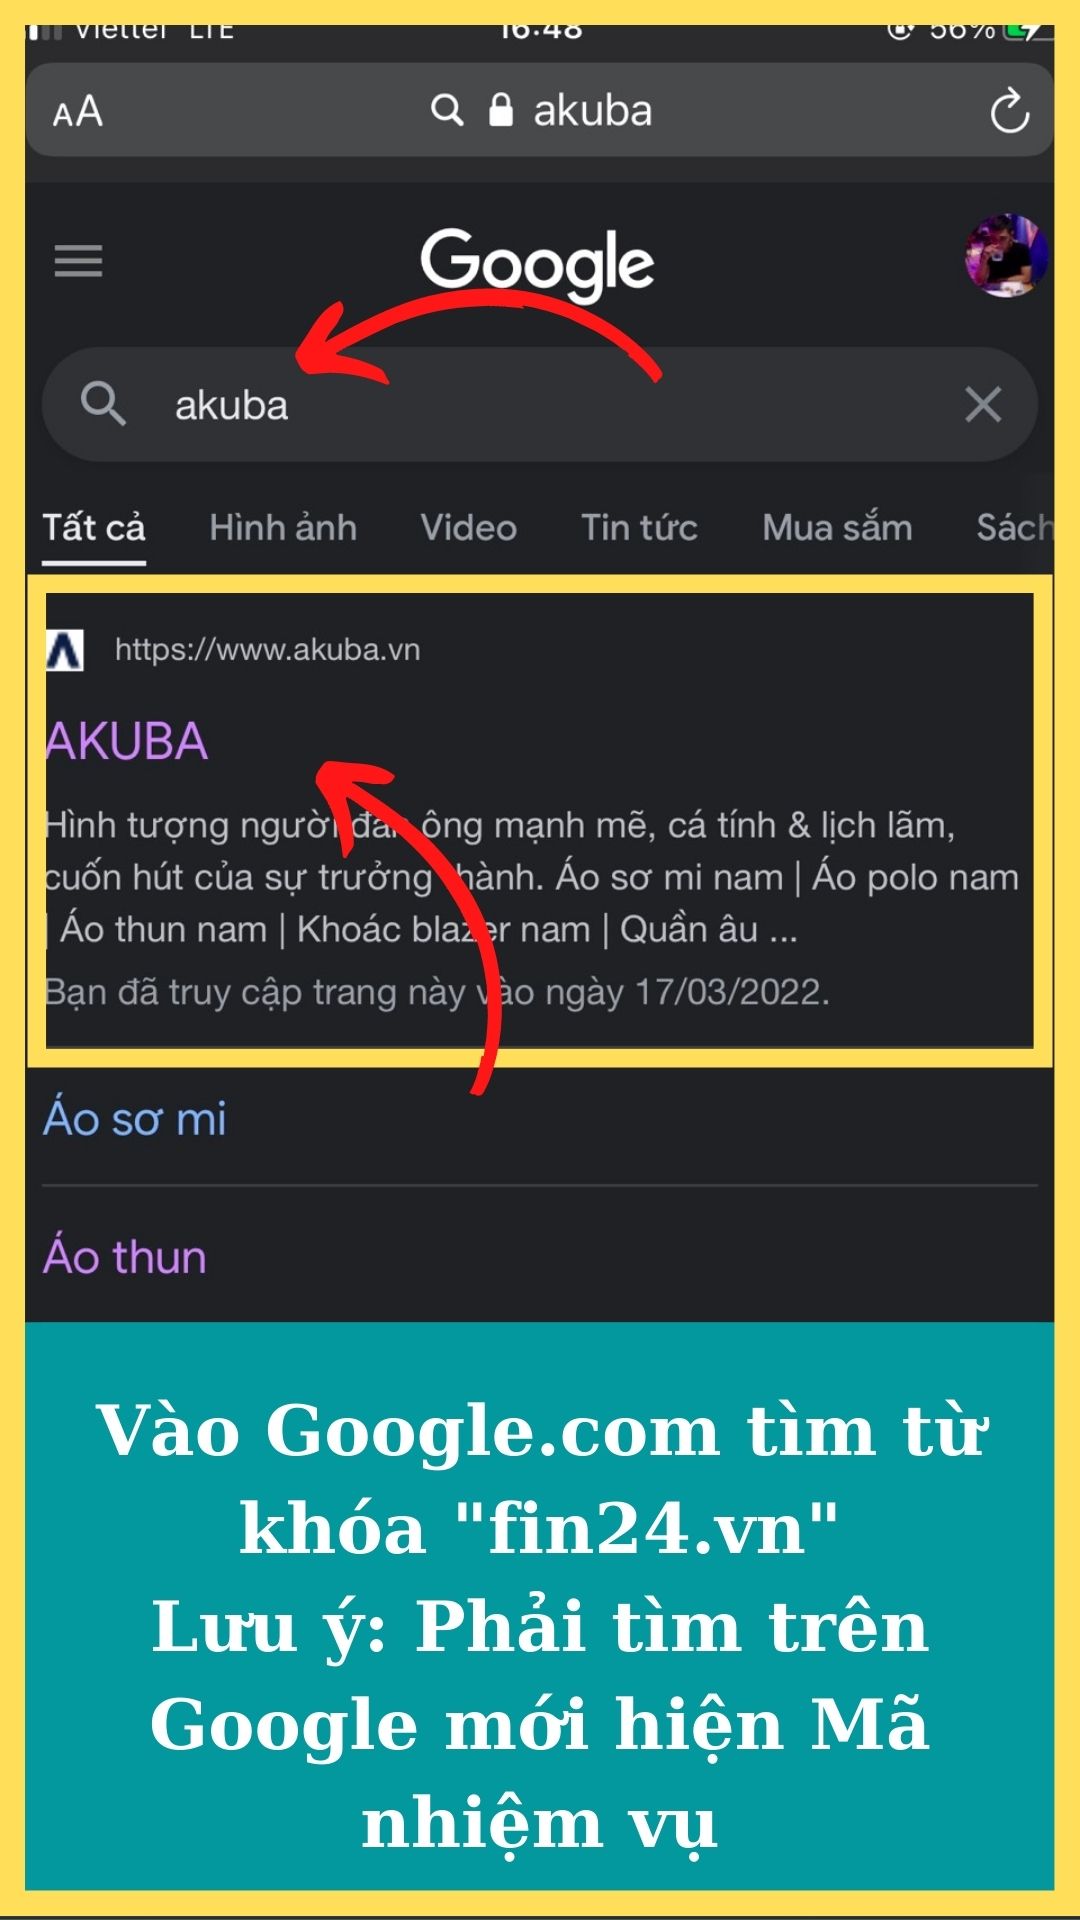 Viettel LTE 16:48 56%
AA akuba
Google
akuba
Tất cả Hình ảnh Video Tin tức Mua sắm Sách
https://www.akuba.vn
AKUBA
Hình tượng người đàn ông mạnh mẽ, cá tính & lịch lãm,
cuốn hút của sự trưởng thành. Áo sơ mi nam | Áo polo nam
| Áo thun nam | Khoác blazer nam | Quần âu ...
Bạn đã truy cập trang này vào ngày 17/03/2022.
Áo sơ mi
Áo thun
Vào Google.com tìm từ
khóa "fin24.vn"
Lưu ý: Phải tìm trên
Google mới hiện Mã
nhiệm vụ